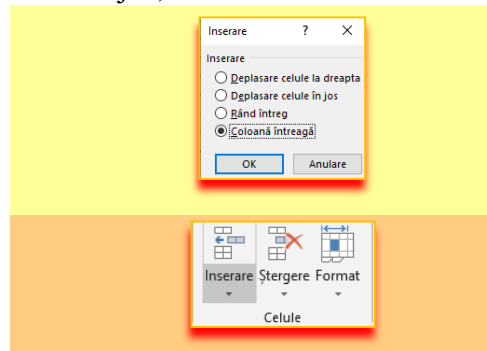 Inserare ? ×
Inserare
Deplasare celule la dreapta
Deplasare celule în jos
Rând întreg
Coloană întreagă
OK Anulare
Inserare Ștergere Format
Celule